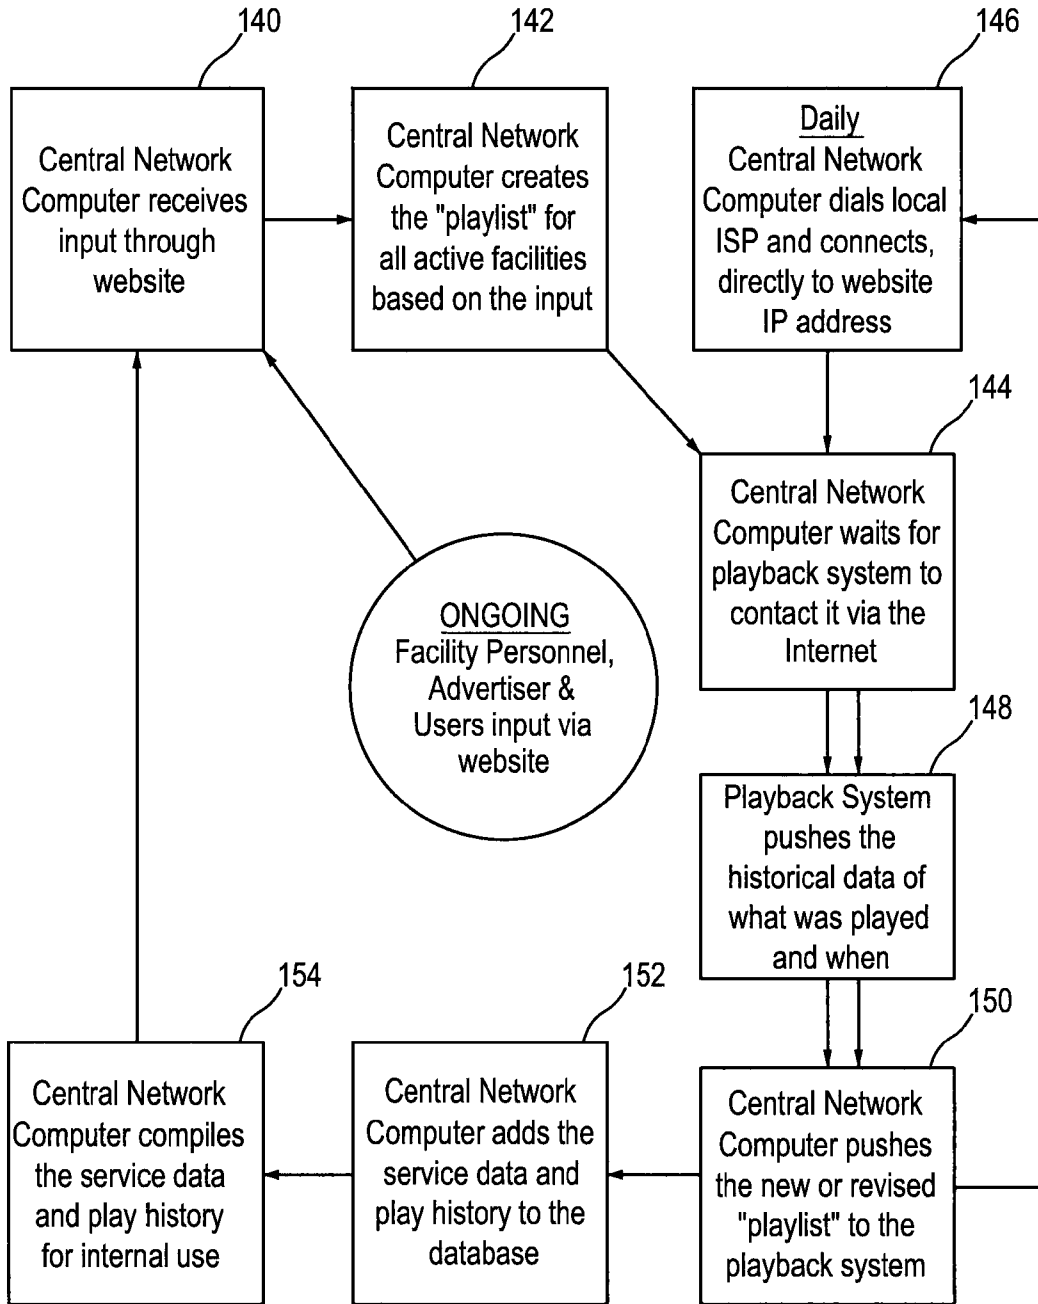 140
142
146
Central Network
Computer receives
input through
website
Central Network
Computer creates
the "playlist" for
all active facilities
based on the input
Daily
Central Network
Computer dials local
ISP and connects,
directly to website
IP address
144
Central Network
Computer waits for
playback system to
contact it via the
Internet
ONGOING
Facility Personnel,
Advertiser &
Users input via
website
148
Playback System
pushes the
historical data of
what was played
and when
154
152
150
Central Network
Computer compiles
the service data
and play history
for internal use
Central Network
Computer adds the
service data and
play history to the
database
Central Network
Computer pushes
the new or revised
"playlist" to the
playback system